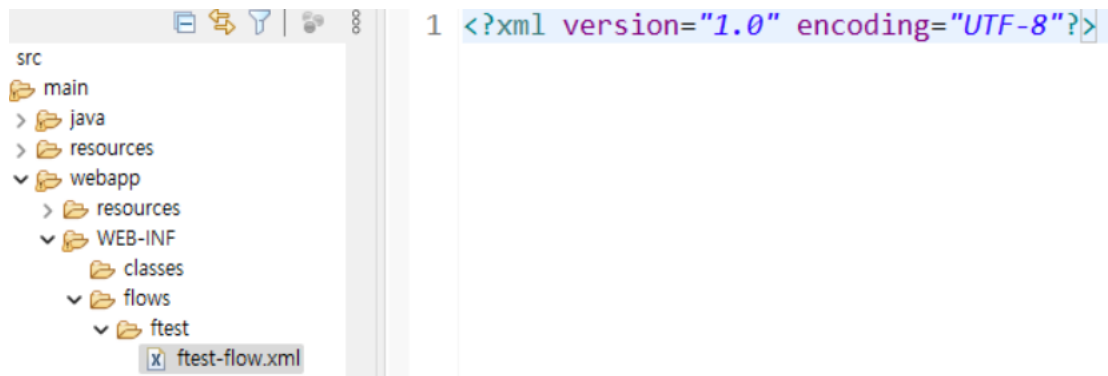 src
main
java
resources
webapp
resources
WEB-INF
classes
flows
ftest
ftest-flow.xml
1 <?xml version="1.0" encoding="UTF-8"?>